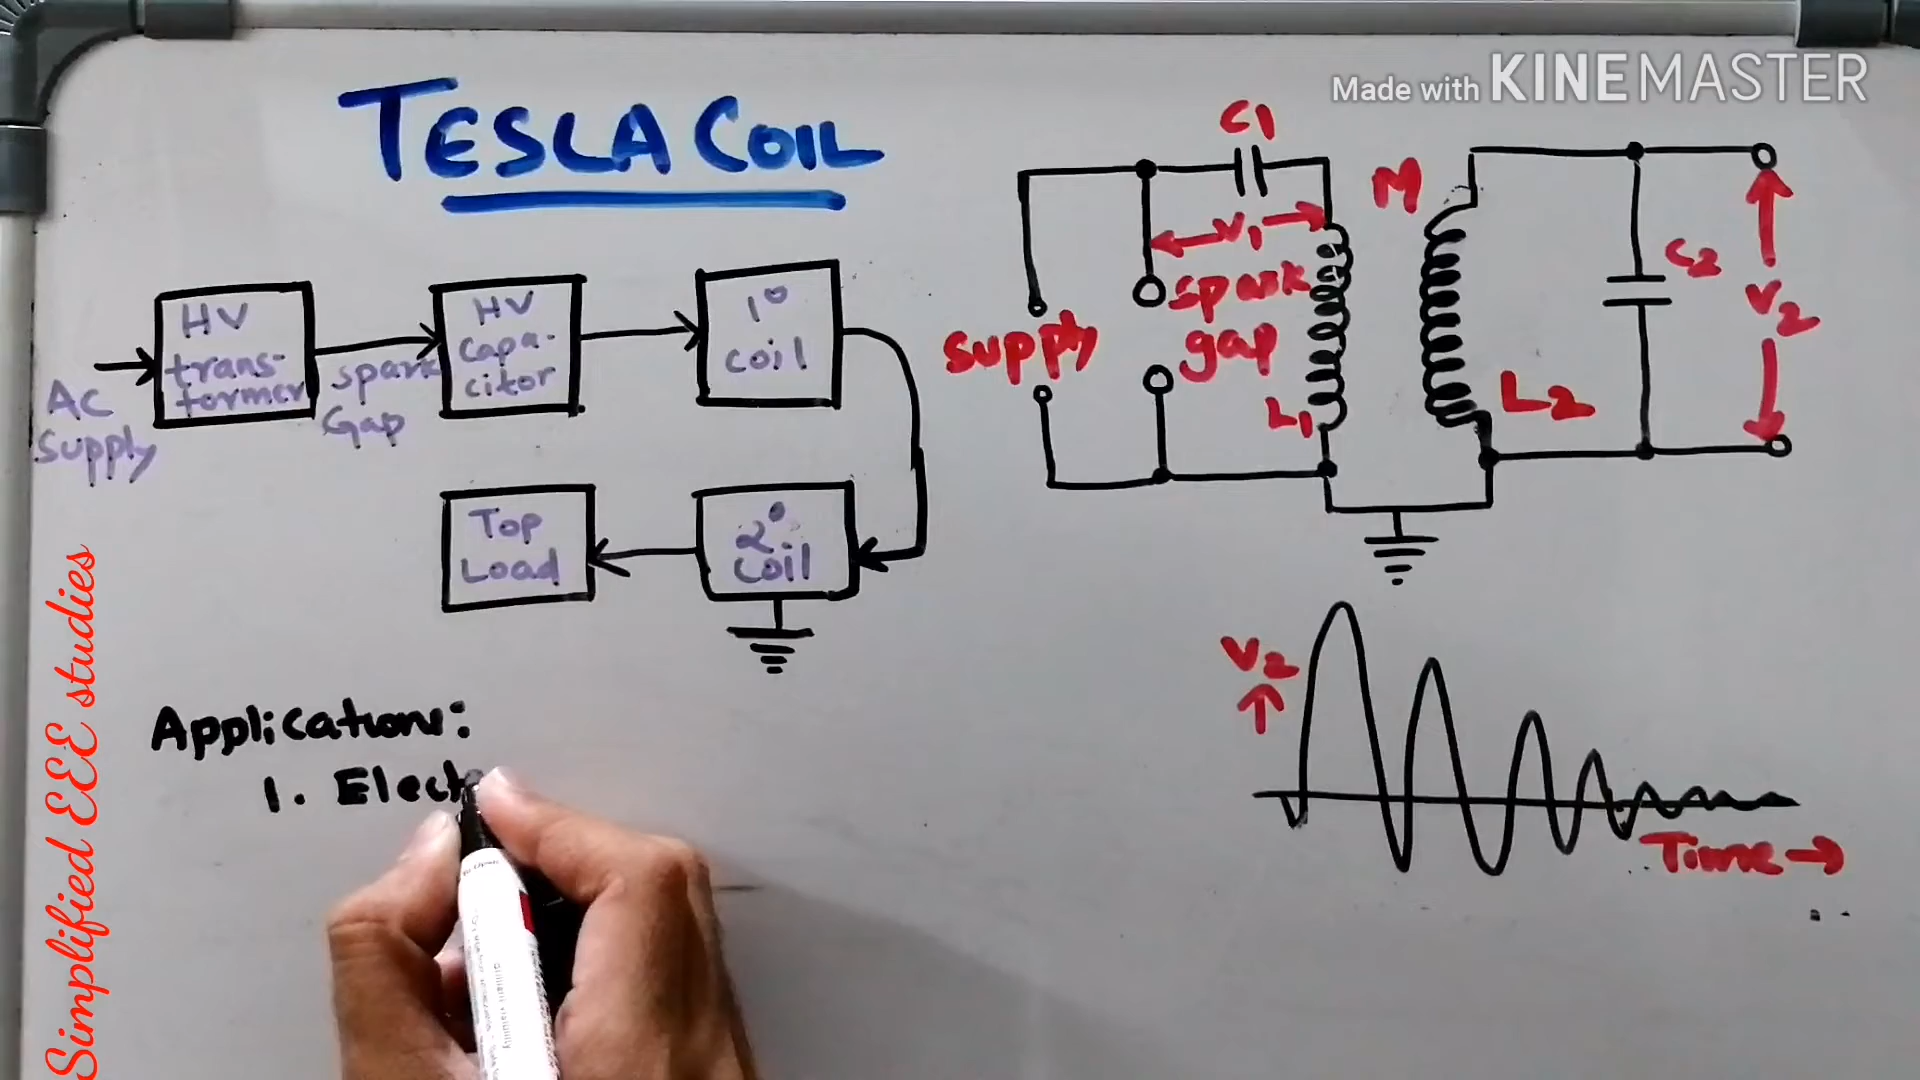 Made with KINEMASTER
TESLA COIL
AC
Supply
HV
trans-
former
spark
Gap
HV
capa-
citor
1°
coil
2°
coil
Top
Load
C1
V1
M
supply
spark
gap
L1
L2
C2
V2
V2
Time
Applications:
1. Elect
Simplified EEE studies